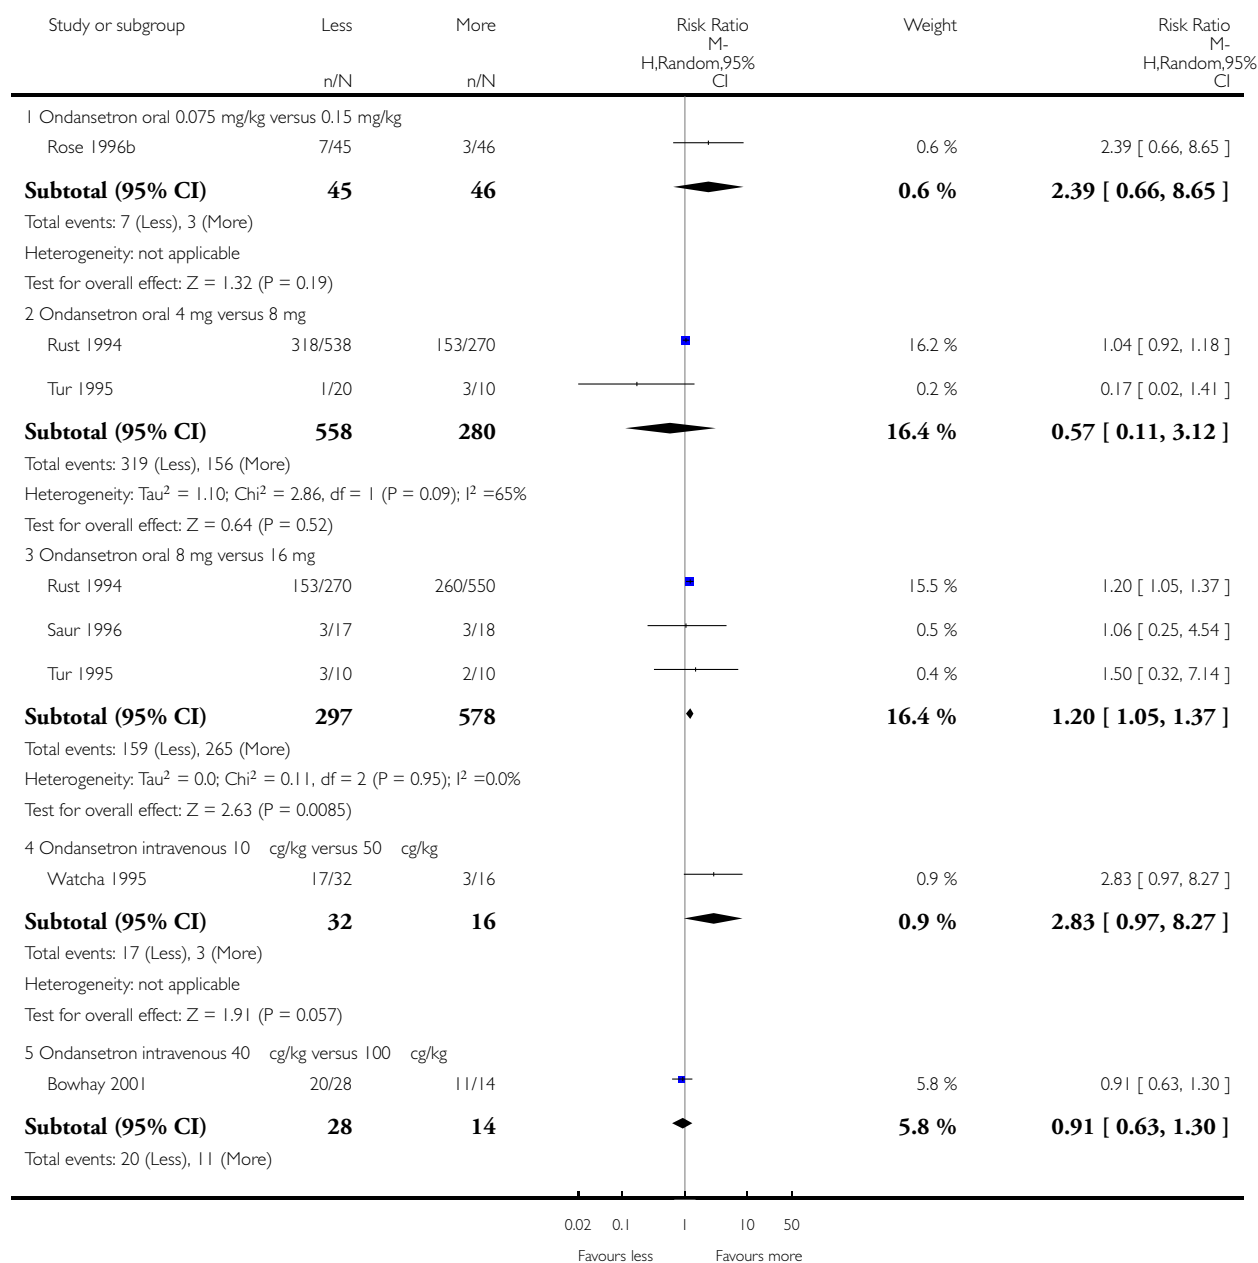 Study or subgroup Less More Risk Ratio Weight Risk Ratio
M- M-
H,Random,95% H,Random,95%
n/N n/N CI CI
1 Ondansetron oral 0.075 mg/kg versus 0.15 mg/kg
Rose 1996b 7/45 3/46 0.6 % 2.39 [ 0.66, 8.65 ]
Subtotal (95% CI) 45 46 0.6 % 2.39 [ 0.66, 8.65 ]
Total events: 7 (Less), 3 (More)
Heterogeneity: not applicable
Test for overall effect: Z = 1.32 (P = 0.19)
2 Ondansetron oral 4 mg versus 8 mg
Rust 1994 318/538 153/270 16.2 % 1.04 [ 0.92, 1.18 ]
Tur 1995 1/20 3/10 0.2 % 0.17 [ 0.02, 1.41 ]
Subtotal (95% CI) 558 280 16.4 % 0.57 [ 0.11, 3.12 ]
Total events: 319 (Less), 156 (More)
Heterogeneity: Tau² = 1.10; Chi² = 2.86, df = 1 (P = 0.09); I² =65%
Test for overall effect: Z = 0.64 (P = 0.52)
3 Ondansetron oral 8 mg versus 16 mg
Rust 1994 153/270 260/550 15.5 % 1.20 [ 1.05, 1.37 ]
Saur 1996 3/17 3/18 0.5 % 1.06 [ 0.25, 4.54 ]
Tur 1995 3/10 2/10 0.4 % 1.50 [ 0.32, 7.14 ]
Subtotal (95% CI) 297 578 16.4 % 1.20 [ 1.05, 1.37 ]
Total events: 159 (Less), 265 (More)
Heterogeneity: Tau² = 0.0; Chi² = 0.11, df = 2 (P = 0.95); I² =0.0%
Test for overall effect: Z = 2.63 (P = 0.0085)
4 Ondansetron intravenous 10 cg/kg versus 50 cg/kg
Watcha 1995 17/32 3/16 0.9 % 2.83 [ 0.97, 8.27 ]
Subtotal (95% CI) 32 16 0.9 % 2.83 [ 0.97, 8.27 ]
Total events: 17 (Less), 3 (More)
Heterogeneity: not applicable
Test for overall effect: Z = 1.91 (P = 0.057)
5 Ondansetron intravenous 40 cg/kg versus 100 cg/kg
Bowhay 2001 20/28 11/14 5.8 % 0.91 [ 0.63, 1.30 ]
Subtotal (95% CI) 28 14 5.8 % 0.91 [ 0.63, 1.30 ]
Total events: 20 (Less), 11 (More)
0.02 0.1 1 10 50
Favours less Favours more